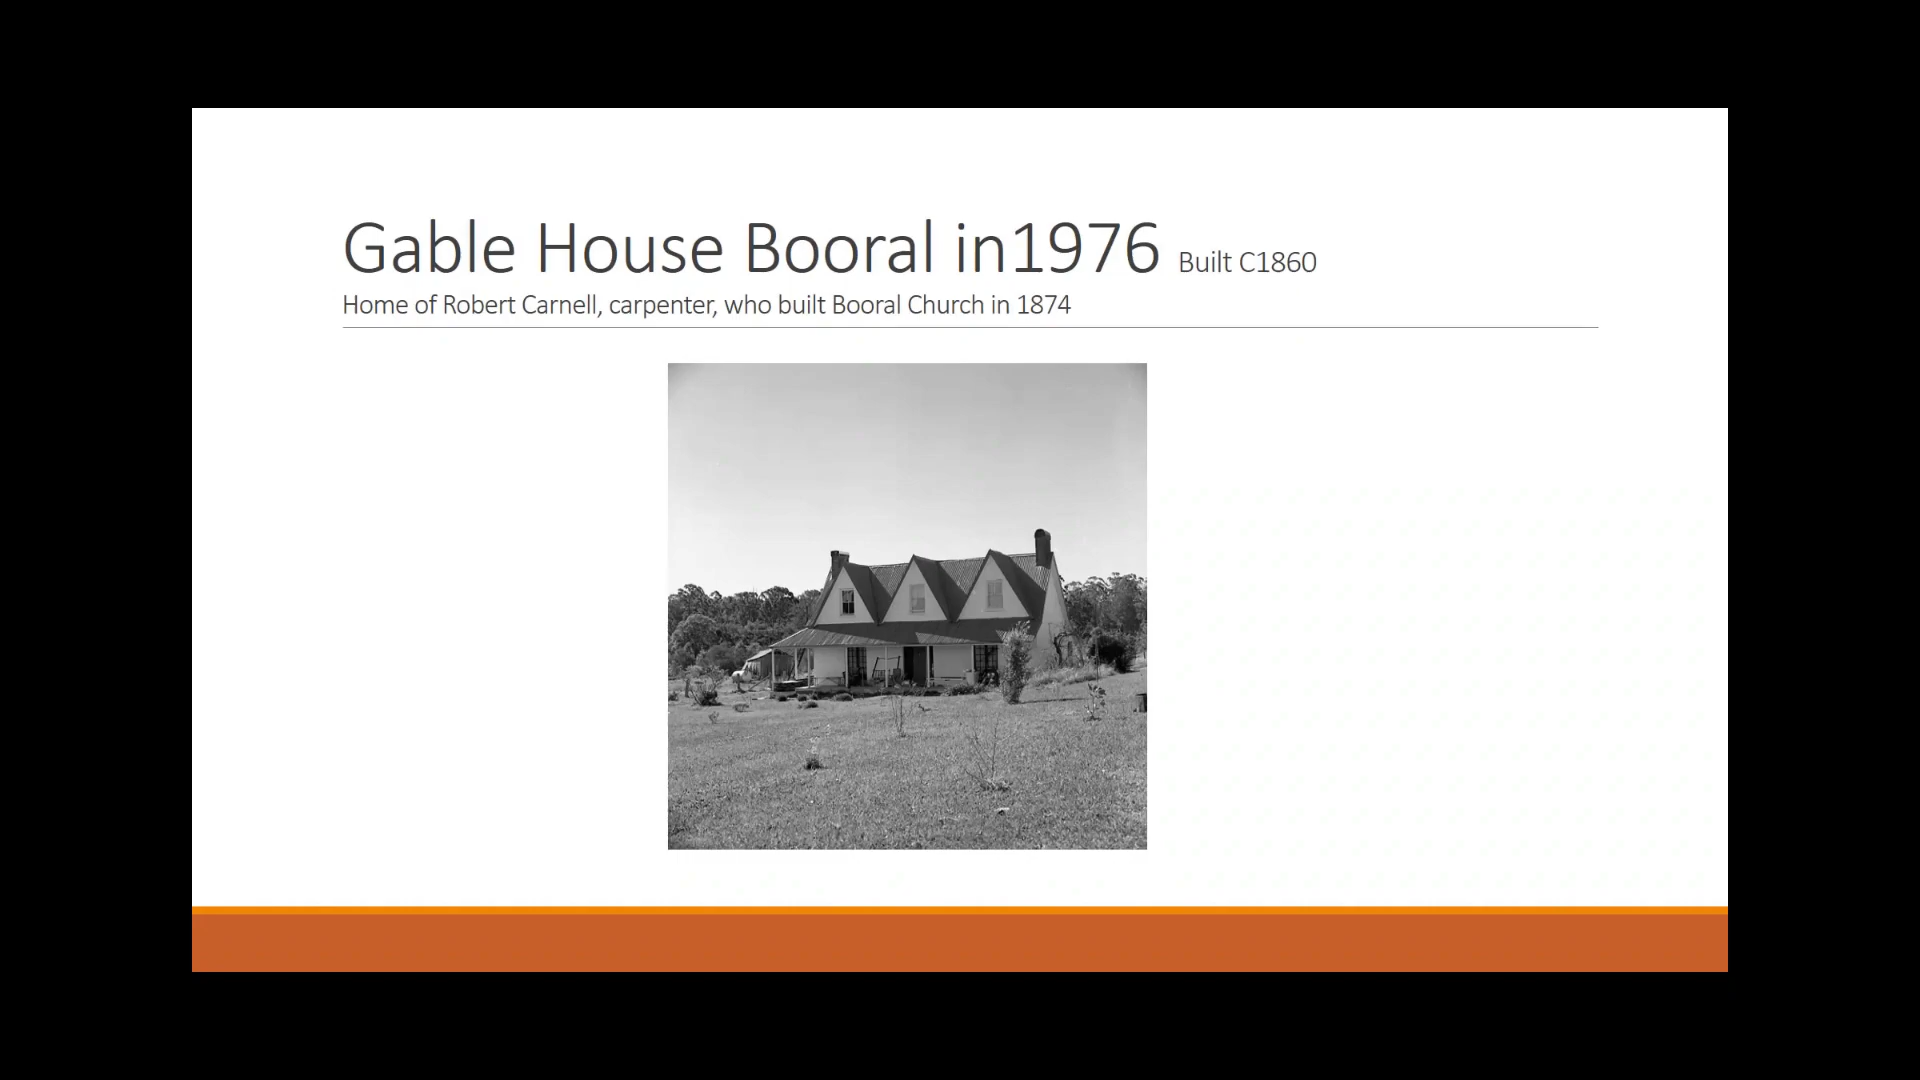 Gable House Booral in1976 Built C1860
Home of Robert Carnell, carpenter, who built Booral Church in 1874